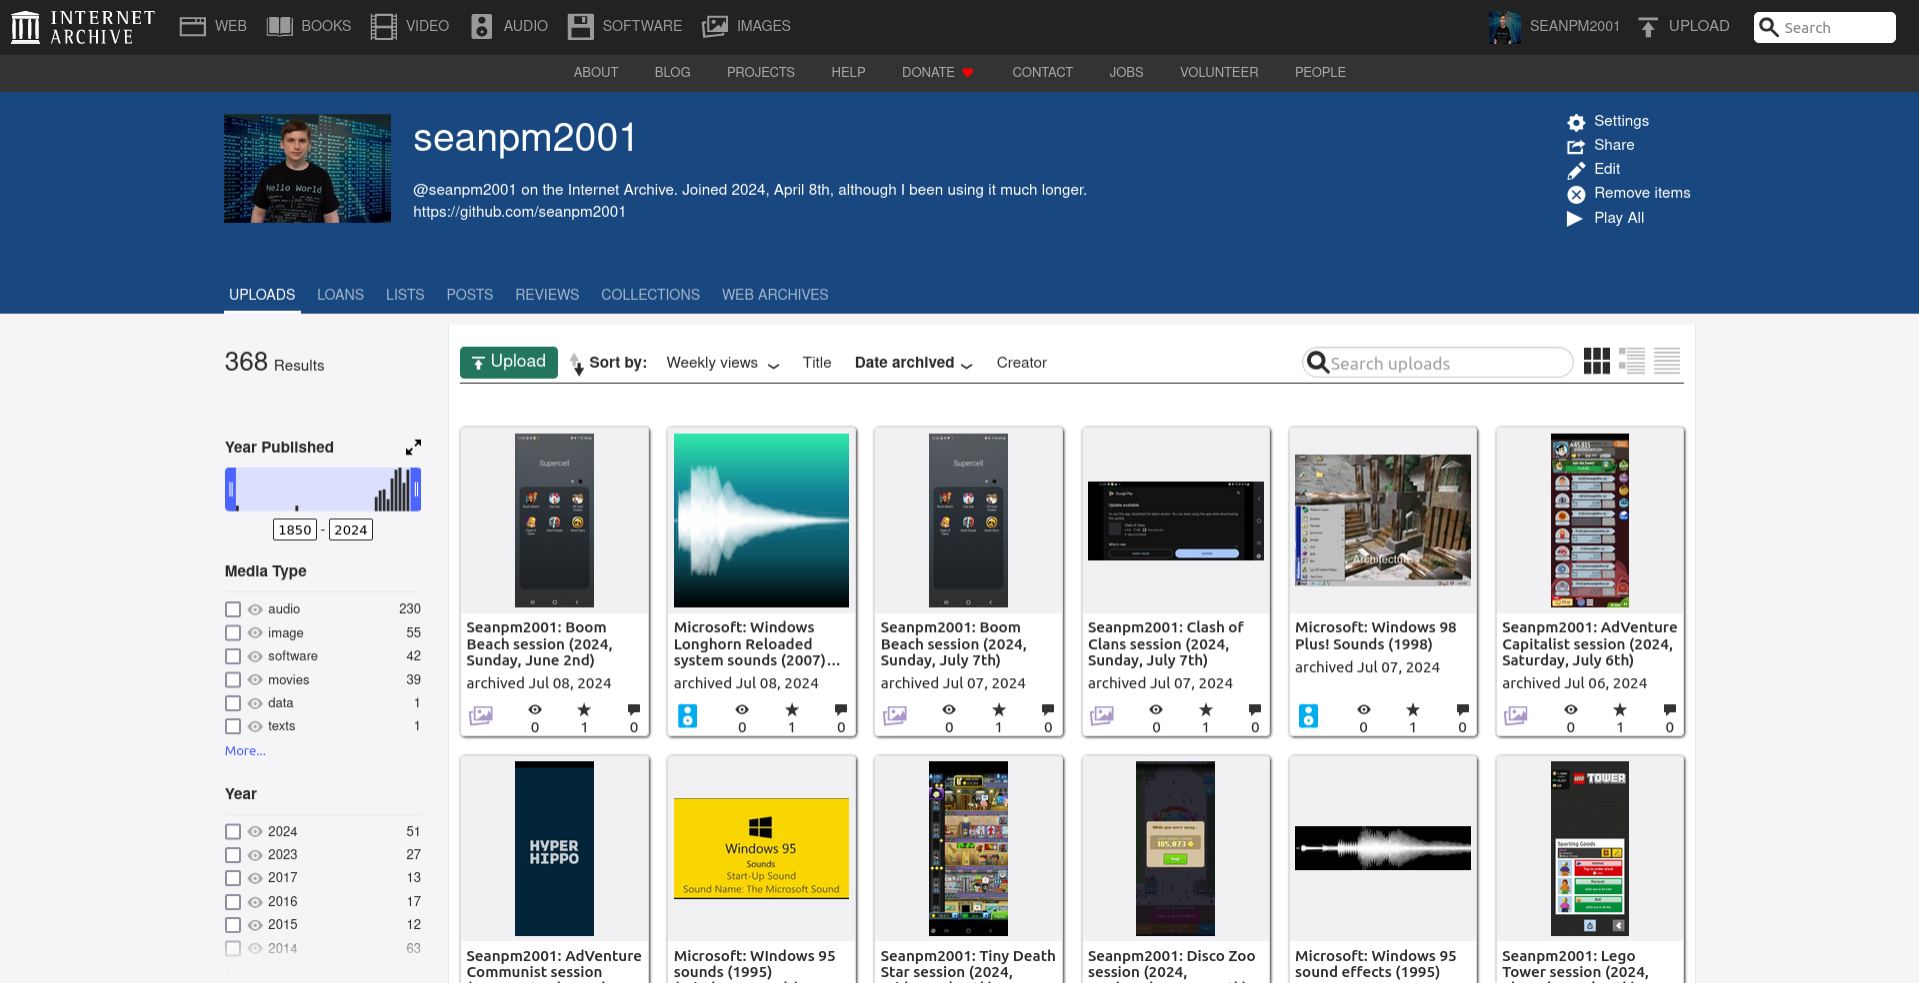 INTERNET ARCHIVE
WEB BOOKS VIDEO AUDIO SOFTWARE IMAGES
SEANPM2001 UPLOAD Search
ABOUT BLOG PROJECTS HELP DONATE CONTACT JOBS VOLUNTEER PEOPLE
Hello World
seanpm2001
@seanpm2001 on the Internet Archive. Joined 2024, April 8th, although I been using it much longer.
https://github.com/seanpm2001
Settings
Share
Edit
Remove items
Play All
UPLOADS LOANS LISTS POSTS REVIEWS COLLECTIONS WEB ARCHIVES
368 Results
Upload Sort by: Weekly views Title Date archived Creator Search uploads
Year Published
1850 - 2024
Media Type
audio 230
image 55
software 42
movies 39
data 1
texts 1
More...
Year
2024 51
2023 27
2017 13
2016 17
2015 12
2014 63
Supercell
Seanpm2001: Boom
Beach session (2024,
Sunday, June 2nd)
archived Jul 08, 2024
0 1 0
Microsoft: Windows
Longhorn Reloaded
system sounds (2007)...
archived Jul 08, 2024
0 1 0
Supercell
Seanpm2001: Boom
Beach session (2024,
Sunday, July 7th)
archived Jul 07, 2024
0 1 0
Google Play
Update available
Seanpm2001: Clash of
Clans session (2024,
Sunday, July 7th)
archived Jul 07, 2024
0 1 0
Architecture
Microsoft: Windows 98
Plus! Sounds (1998)
archived Jul 07, 2024
0 1 0
Seanpm2001: AdVenture
Capitalist session (2024,
Saturday, July 6th)
archived Jul 06, 2024
0 1 0
HYPER
HIPPO
Seanpm2001: AdVenture
Communist session
Windows 95
Sounds
Start-Up Sound
Sound Name: The Microsoft Sound
Microsoft: WIndows 95
sounds (1995)
Seanpm2001: Tiny Death
Star session (2024,
While you were away...
185,073
Seanpm2001: Disco Zoo
session (2024,
Microsoft: Windows 95
sound effects (1995)
LEGO TOWER
Sporting Goods
Seanpm2001: Lego
Tower session (2024,